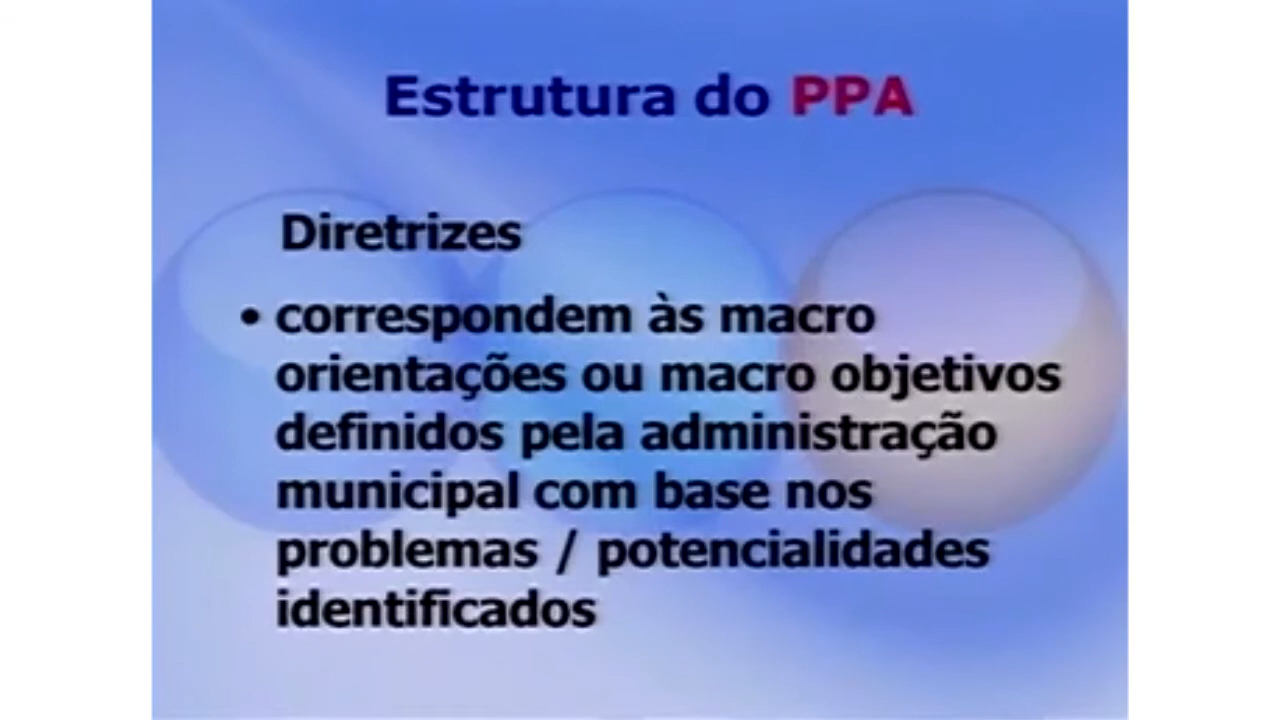 Estrutura do PPA
Diretrizes
• correspondem às macro
orientações ou macro objetivos
definidos pela administração
municipal com base nos
problemas / potencialidades
identificados